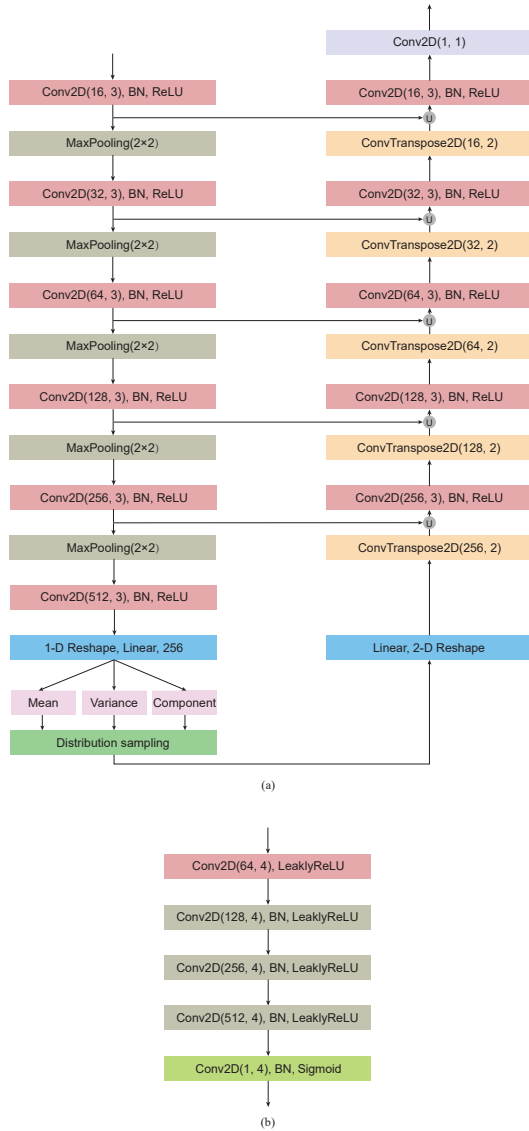 Conv2D(1, 1)
Conv2D(16, 3), BN, ReLU
Conv2D(16, 3), BN, ReLU
U
MaxPooling(2×2)
ConvTranspose2D(16, 2)
Conv2D(32, 3), BN, ReLU
Conv2D(32, 3), BN, ReLU
U
MaxPooling(2×2)
ConvTranspose2D(32, 2)
Conv2D(64, 3), BN, ReLU
Conv2D(64, 3), BN, ReLU
U
MaxPooling(2×2)
ConvTranspose2D(64, 2)
Conv2D(128, 3), BN, ReLU
Conv2D(128, 3), BN, ReLU
U
MaxPooling(2×2)
ConvTranspose2D(128, 2)
Conv2D(256, 3), BN, ReLU
Conv2D(256, 3), BN, ReLU
U
MaxPooling(2×2)
ConvTranspose2D(256, 2)
Conv2D(512, 3), BN, ReLU
1-D Reshape, Linear, 256
Linear, 2-D Reshape
Mean
Variance
Component
Distribution sampling
(a)
Conv2D(64, 4), LeaklyReLU
Conv2D(128, 4), BN, LeaklyReLU
Conv2D(256, 4), BN, LeaklyReLU
Conv2D(512, 4), BN, LeaklyReLU
Conv2D(1, 4), BN, Sigmoid
(b)